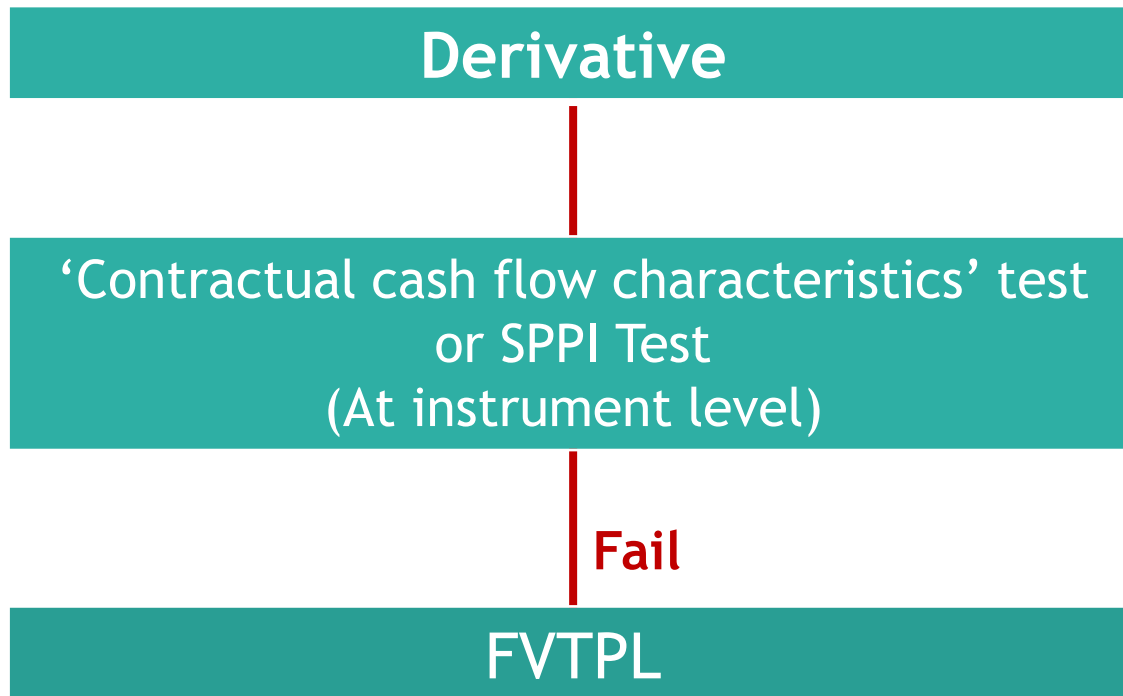 Derivative
‘Contractual cash flow characteristics’ test
or SPPI Test
(At instrument level)
Fail
FVTPL